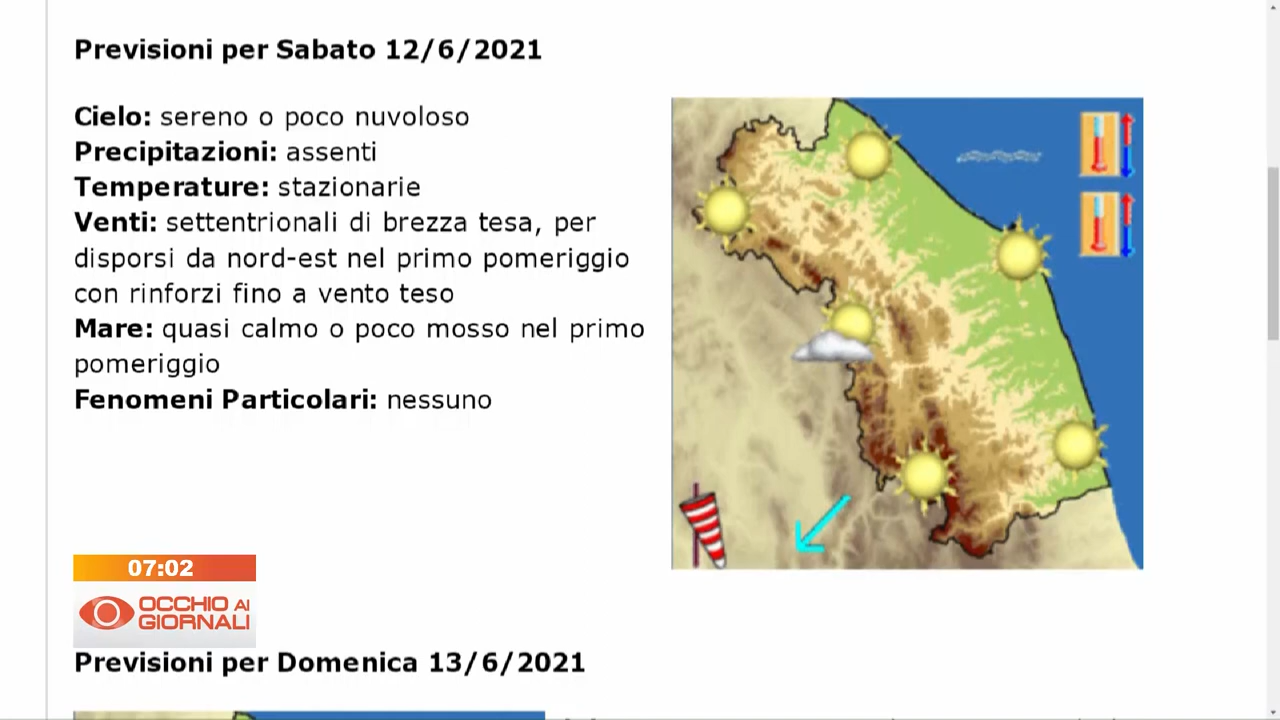 Previsioni per Sabato 12/6/2021
Cielo: sereno o poco nuvoloso
Precipitazioni: assenti
Temperature: stazionarie
Venti: settentrionali di brezza tesa, per
disporsi da nord-est nel primo pomeriggio
con rinforzi fino a vento teso
Mare: quasi calmo o poco mosso nel primo
pomeriggio
Fenomeni Particolari: nessuno
07:02
OCCHIO AI
GIORNALI
Previsioni per Domenica 13/6/2021